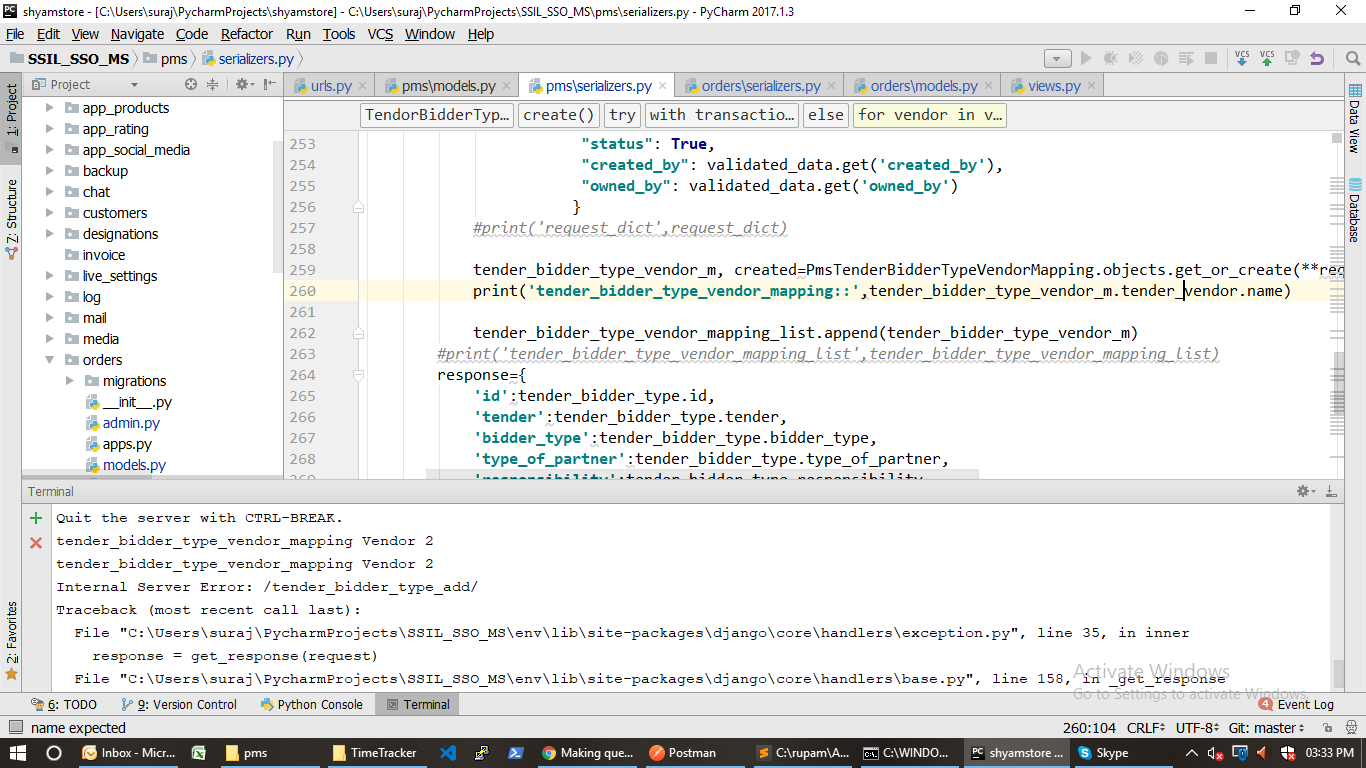 shyamstore - [C:\Users\suraj\PycharmProjects\shyamstore] - C:\Users\suraj\PycharmProjects\SSIL_SSO_MS\pms\serializers.py - PyCharm 2017.1.3
File Edit View Navigate Code Refactor Run Tools VCS Window Help
SSIL_SSO_MS pms serializers.py
VCS VCS
Project
urls.py pms\models.py pms\serializers.py orders\serializers.py orders\models.py views.py
TendorBidderTyp... create() try with transactio... else for vendor in v...
1: Project
Z: Structure
2: Favorites
app_products
app_rating
app_social_media
backup
chat
customers
designations
invoice
live_settings
log
mail
media
orders
migrations
__init__.py
admin.py
apps.py
models.py
253 "status": True,
254 "created_by": validated_data.get('created_by'),
255 "owned_by": validated_data.get('owned_by')
256 }
257 #print('request_dict',request_dict)
258
259 tender_bidder_type_vendor_m, created=PmsTenderBidderTypeVendorMapping.objects.get_or_create(**req
260 print('tender_bidder_type_vendor_mapping::',tender_bidder_type_vendor_m.tender_vendor.name)
261
262 tender_bidder_type_vendor_mapping_list.append(tender_bidder_type_vendor_m)
263 #print('tender_bidder_type_vendor_mapping_list',tender_bidder_type_vendor_mapping_list)
264 response={
265 'id':tender_bidder_type.id,
266 'tender':tender_bidder_type.tender,
267 'bidder_type':tender_bidder_type.bidder_type,
268 'type_of_partner':tender_bidder_type.type_of_partner,
269 'responsibility':tender_bidder_type.responsibility,
Data View
Database
Terminal
Quit the server with CTRL-BREAK.
tender_bidder_type_vendor_mapping Vendor 2
tender_bidder_type_vendor_mapping Vendor 2
Internal Server Error: /tender_bidder_type_add/
Traceback (most recent call last):
File "C:\Users\suraj\PycharmProjects\SSIL_SSO_MS\env\lib\site-packages\django\core\handlers\exception.py", line 35, in inner
response = get_response(request)
File "C:\Users\suraj\PycharmProjects\SSIL_SSO_MS\env\lib\site-packages\django\core\handlers\base.py", line 158, in _get_response
Activate Windows
Go to Settings to activate Windows.
6: TODO 9: Version Control Python Console Terminal 4 Event Log
name expected 260:104 CRLF UTF-8 Git: master
Inbox - Micr... pms TimeTracker Making que... Postman C:\rupam\A... C:\WINDO... shyamstore ... Skype 03:33 PM